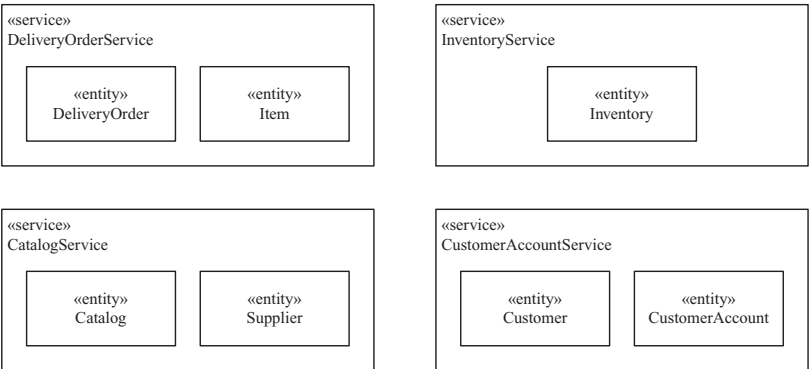 «service»
DeliveryOrderService
«entity»
DeliveryOrder
«entity»
Item
«service»
InventoryService
«entity»
Inventory
«service»
CatalogService
«entity»
Catalog
«entity»
Supplier
«service»
CustomerAccountService
«entity»
Customer
«entity»
CustomerAccount